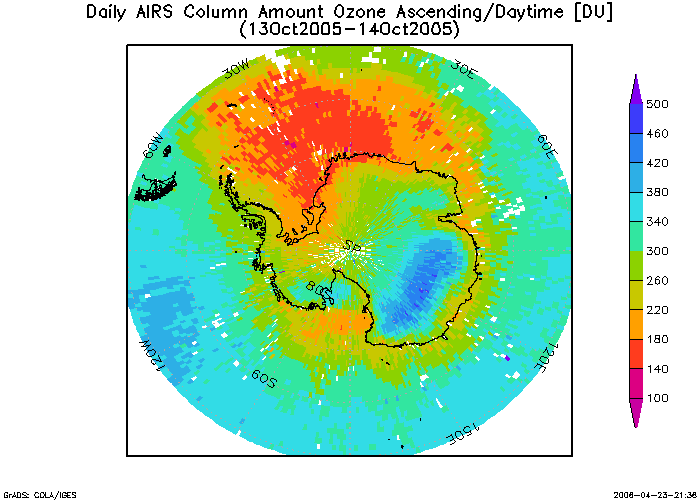 Daily AIRS Column Amount Ozone Ascending/Daytime [DU]
(13Oct2005-14Oct2005)
30W
30E
60W
60E
500
460
420
380
340
300
260
220
180
140
100
SP
80S
60S
120W
120E
150E
GrADS: COLA/IGES
2006-04-23-21:36